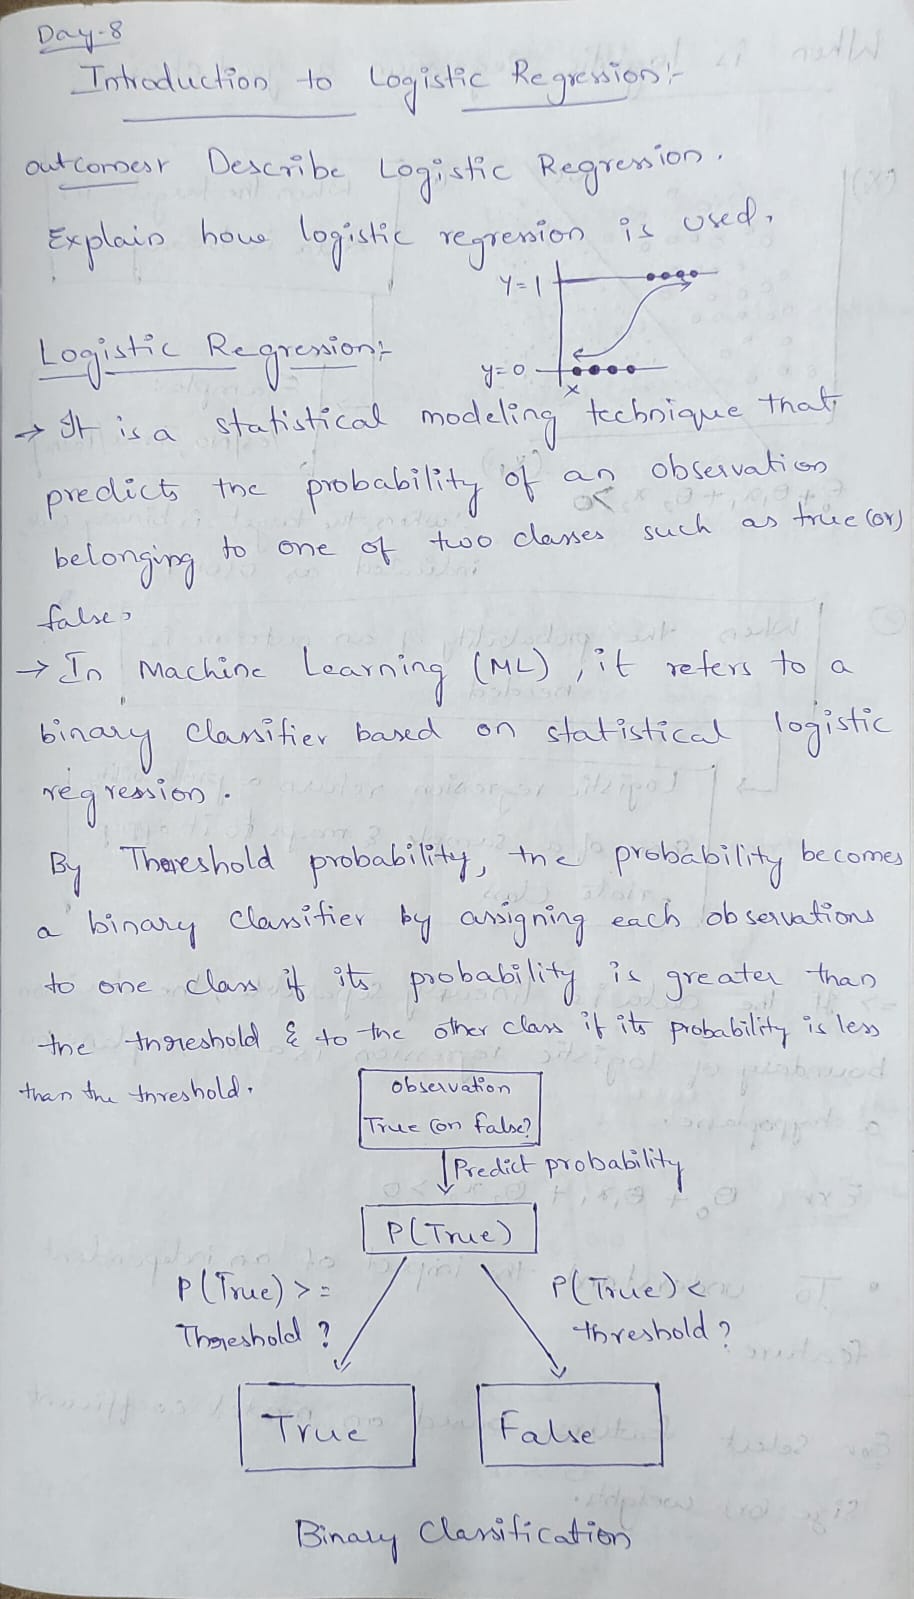 Day-8
Introduction to Logistic Regression:-
outcomes:- Describe Logistic Regression.
Explain how logistic regression is used.
y=1
Logistic Regression:-
y=0
x
→ It is a statistical modeling technique that
predicts the probability of an observation
belonging to one of two classes such as true (or)
false.
→ In Machine Learning (ML), it refers to a
binary classifier based on statistical logistic
regression.
By Threshold probability, the probability becomes
a binary classifier by assigning each observations
to one class if its probability is greater than
the threshold & to the other class if its probability is less
than the threshold.
Observation
True (or) false?
Predict probability
P(True)
P(True) >=
Threshold ?
P(True) <
threshold ?
True
False
Binary Classification